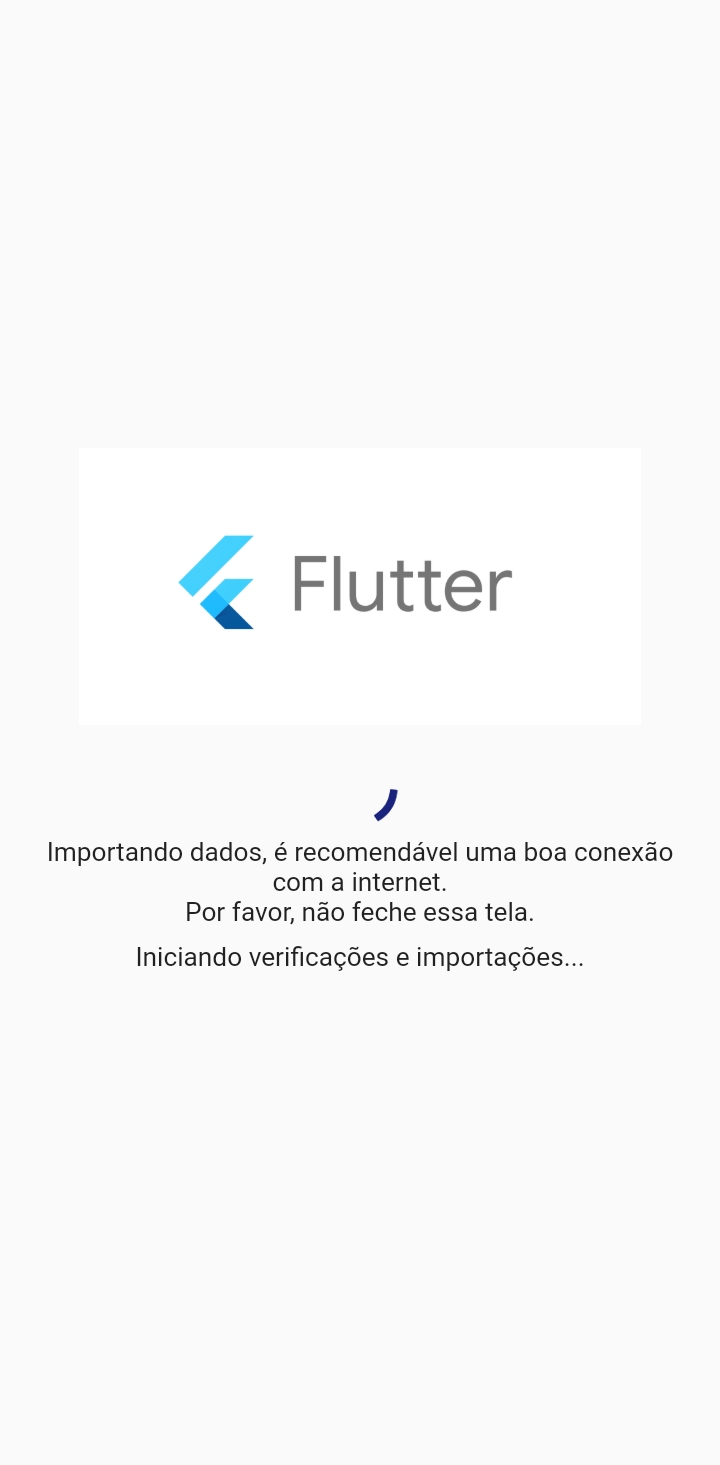 Flutter
Importando dados, é recomendável uma boa conexão
com a internet.
Por favor, não feche essa tela.
Iniciando verificações e importações...